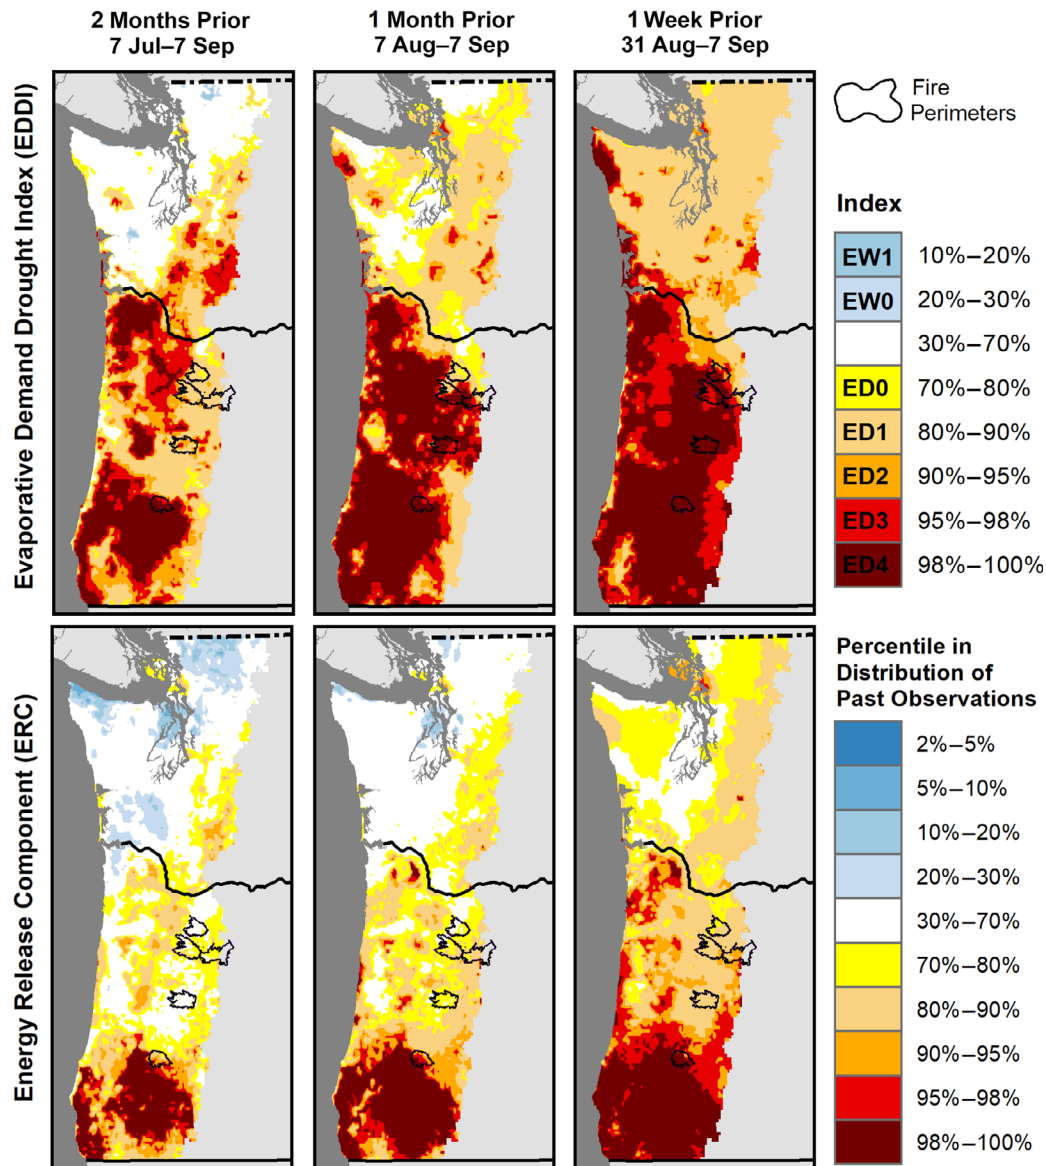 2 Months Prior
7 Jul–7 Sep
1 Month Prior
7 Aug–7 Sep
1 Week Prior
31 Aug–7 Sep
Evaporative Demand Drought Index (EDDI)
Fire
Perimeters
Index
EW1 10%–20%
EW0 20%–30%
30%–70%
ED0 70%–80%
ED1 80%–90%
ED2 90%–95%
ED3 95%–98%
ED4 98%–100%
Energy Release Component (ERC)
Percentile in
Distribution of
Past Observations
2%–5%
5%–10%
10%–20%
20%–30%
30%–70%
70%–80%
80%–90%
90%–95%
95%–98%
98%–100%